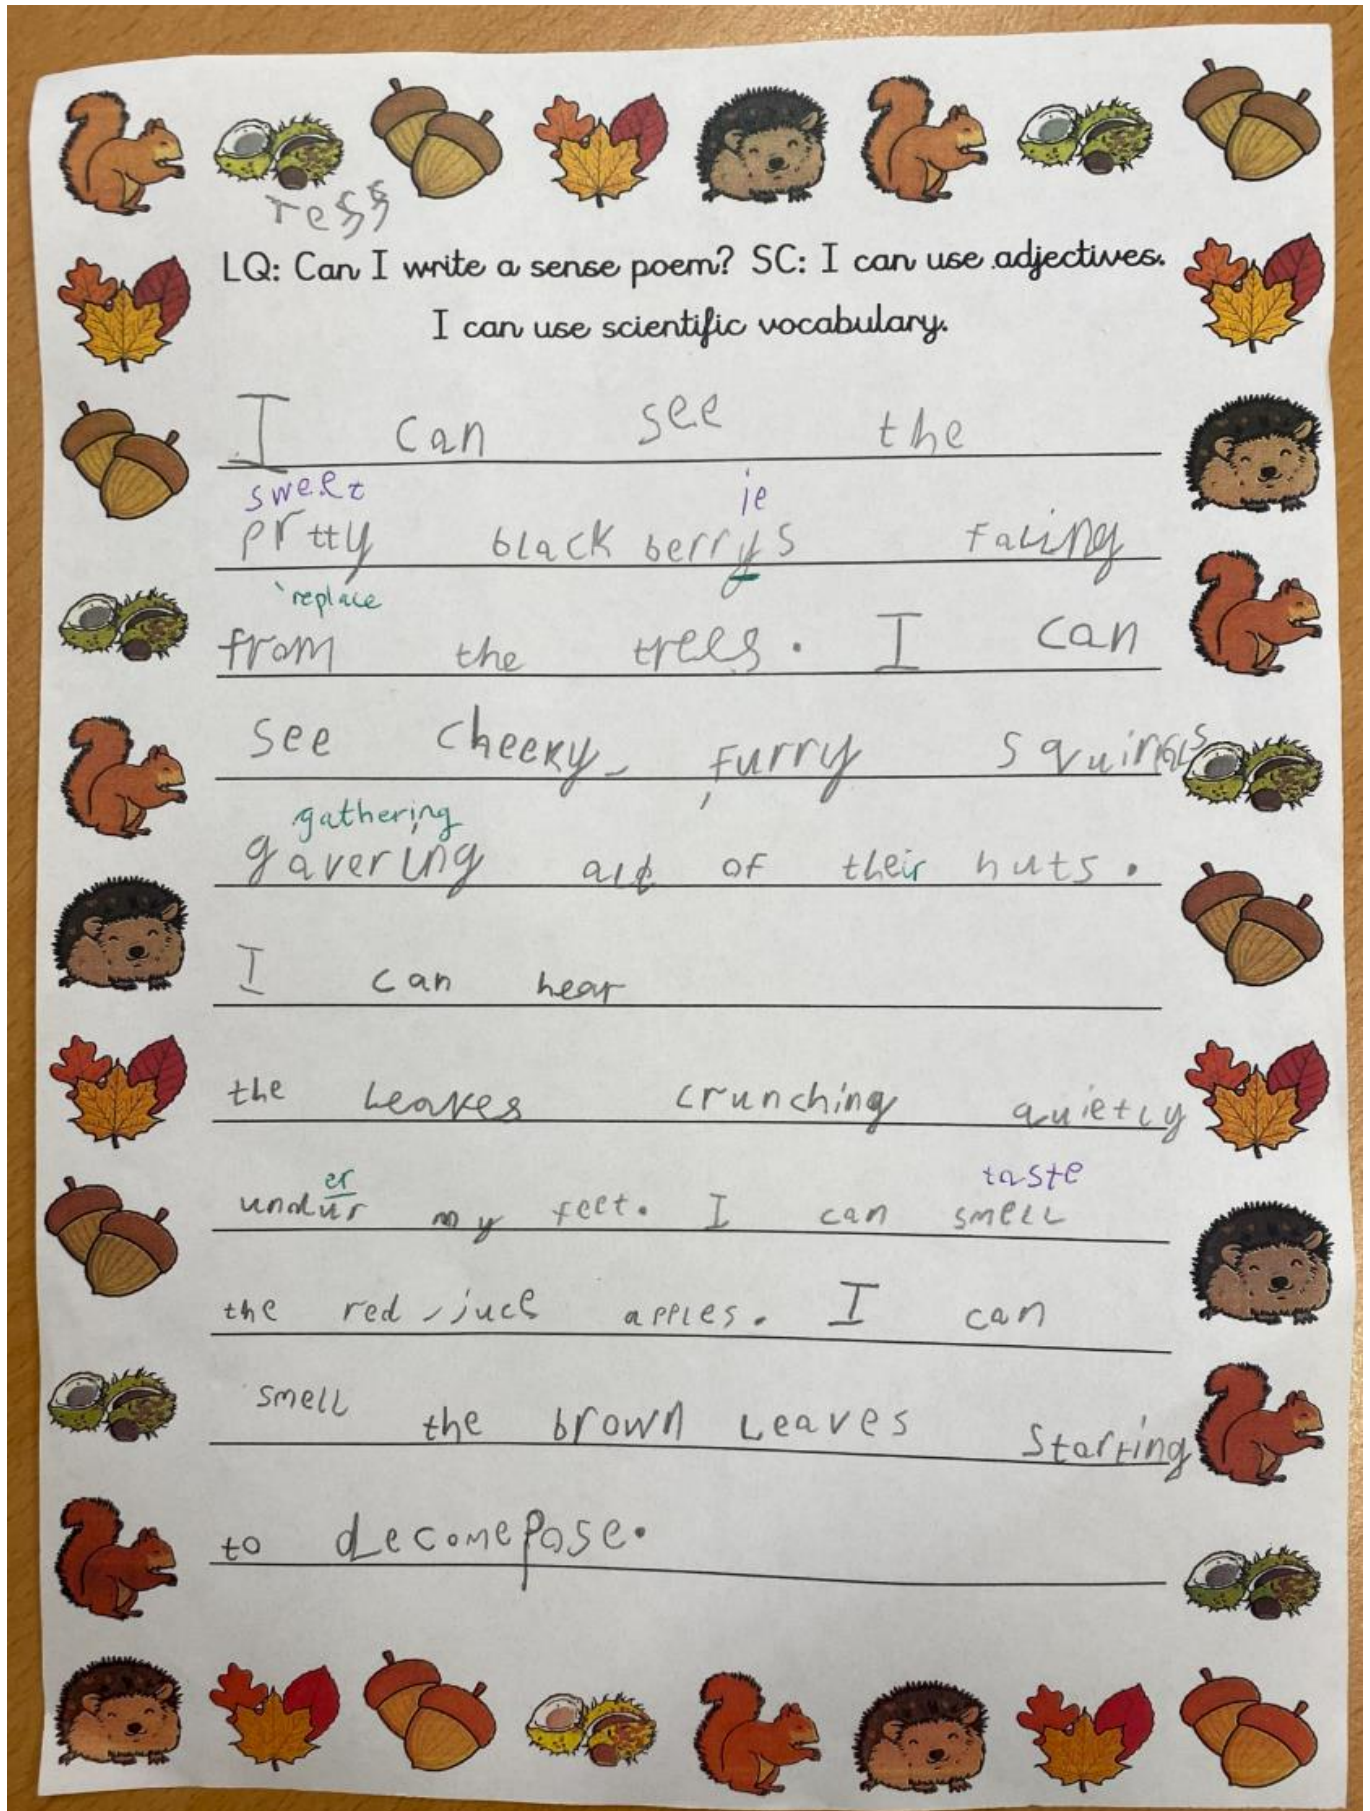 ress
LQ: Can I write a sense poem? SC: I can use adjectives.
I can use scientific vocabulary.
I can see the
sweet ie
prtty black berrys falling
replace
from the trees. I can
see cheeky, furry squirrels
gathering
gavering all of their nuts.
I can hear
the leaves crunching quietly
er
undur my feet. I can smell
taste
the red, juce apples. I can
smell the brown leaves starting
to decomepose.